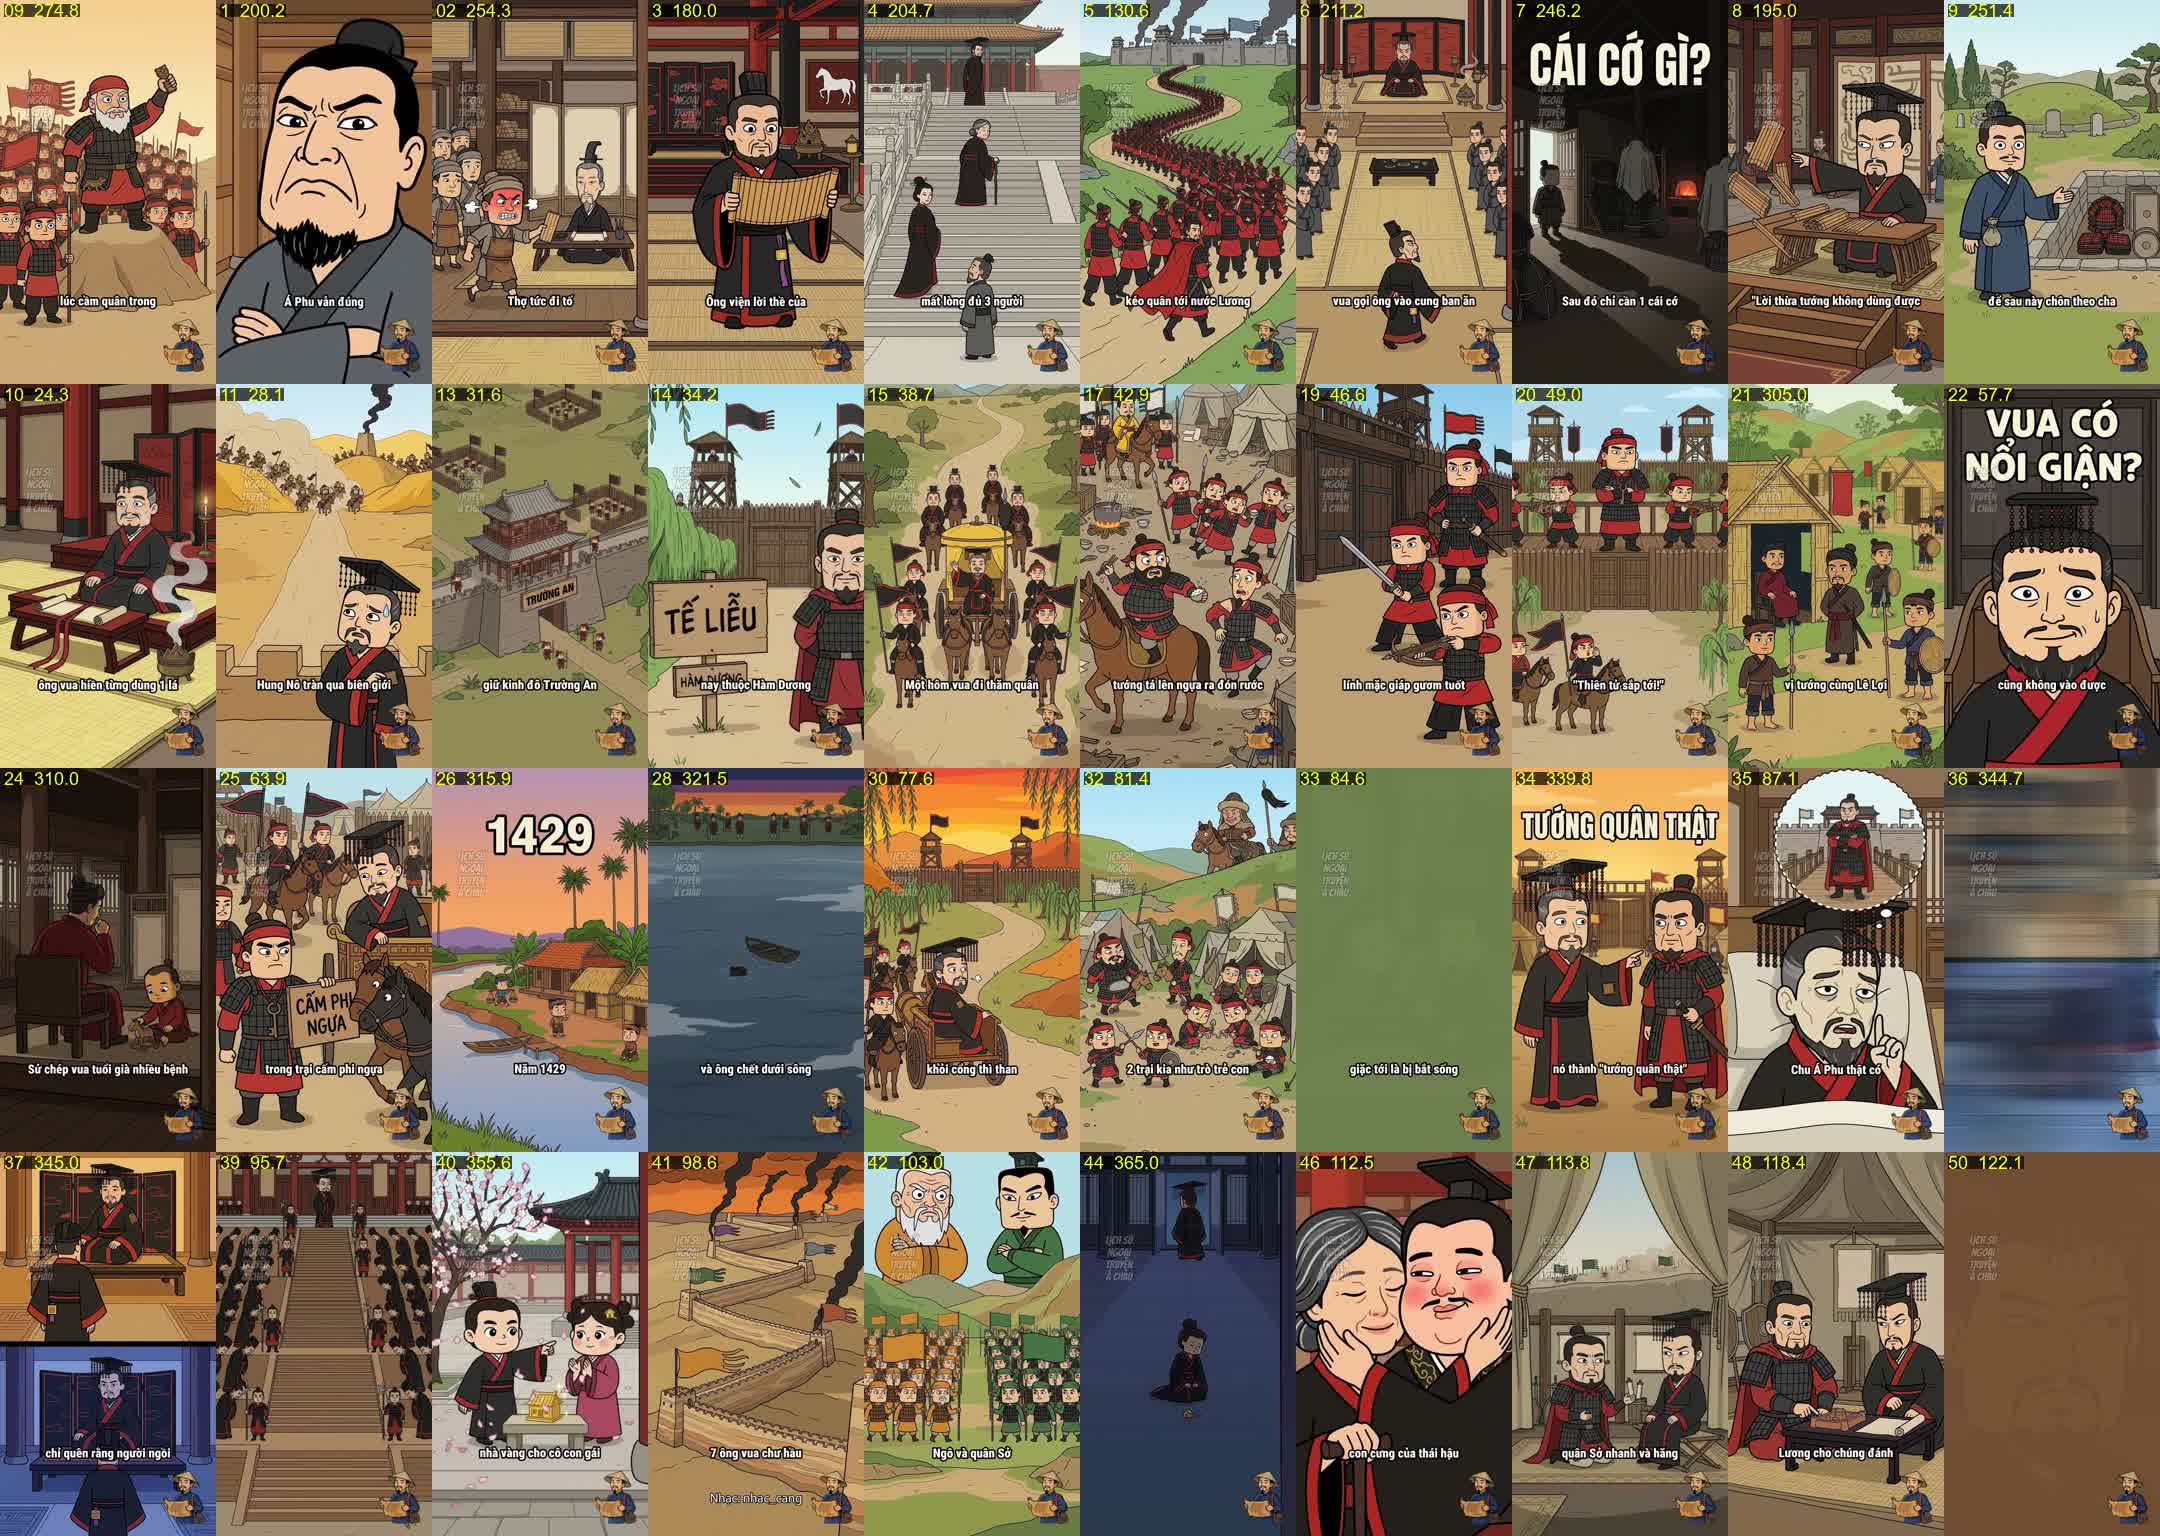 09 274.8
LỊCH SỬ
NGOẠI
TRUYỆN
Á CHÂU
lúc cầm quân trong
1 200.2
Á Phu vẫn đúng
02 254.3
Thợ tức đi tố
3 180.0
Ông viện lời thề của
4 204.7
mất lòng đủ 3 người
5 130.6
kéo quân tới nước Lương
6 211.2
vua gọi ông vào cung ban ăn
7 246.2
CÁI CỚ GÌ?
Sau đó chỉ cần 1 cái cớ
8 195.0
"Lời thừa tướng không dùng được
9 251.4
để sau này chôn theo cha
10 24.3
ông vua hiền từng dùng 1 lá
11 28.1
Hung Nô tràn qua biên giới
13 31.6
TRƯỜNG AN
giữ kinh đô Trường An
14 34.2
TẾ LIỄU
HÀM DƯƠNG
nay thuộc Hàm Dương
15 38.7
Một hôm vua đi thăm quân
17 42.9
tướng tá lên ngựa ra đón rước
19 46.6
lính mặc giáp gươm tuốt
20 49.0
"Thiên tử sắp tới!"
21 305.0
vị tướng cùng Lê Lợi
22 57.7
VUA CÓ
NỔI GIẬN?
cũng không vào được
24 310.0
Sử chép vua tuổi già nhiều bệnh
25 63.9
CẤM PHI
NGỰA
trong trại cấm phi ngựa
26 315.9
1429
Năm 1429
28 321.5
và ông chết dưới sông
30 77.6
khỏi cổng thì than
32 81.4
2 trại kia như trò trẻ con
33 84.6
giặc tới là bị bắt sống
34 339.8
TƯỚNG QUÂN THẬT
nó thành "tướng quân thật"
35 87.1
Chu Á Phu thật có
36 344.7
37 345.0
chỉ quên rằng người ngồi
39 95.7
40 355.6
nhà vàng cho cô con gái
41 98.6
7 ông vua chư hầu
Nhạc: nhac_cang
42 103.0
Ngô và quân Sở
44 365.0
46 112.5
con cưng của thái hậu
47 113.8
quân Sở nhanh và hăng
48 118.4
Lương cho chúng đánh
50 122.1